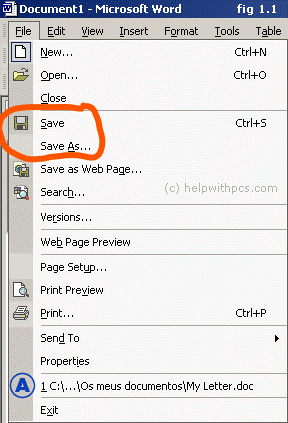 Document1 - Microsoft Word fig 1.1
File Edit View Insert Format Tools Table
New... Ctrl+N
Open... Ctrl+O
Close
Save Ctrl+S
Save As...
Save as Web Page...
Search...
(c) helpwithpcs.com
Versions...
Web Page Preview
Page Setup...
Print Preview
Print... Ctrl+P
Send To
Properties
A 1 C:\...\Os meus documentos\My Letter.doc
Exit